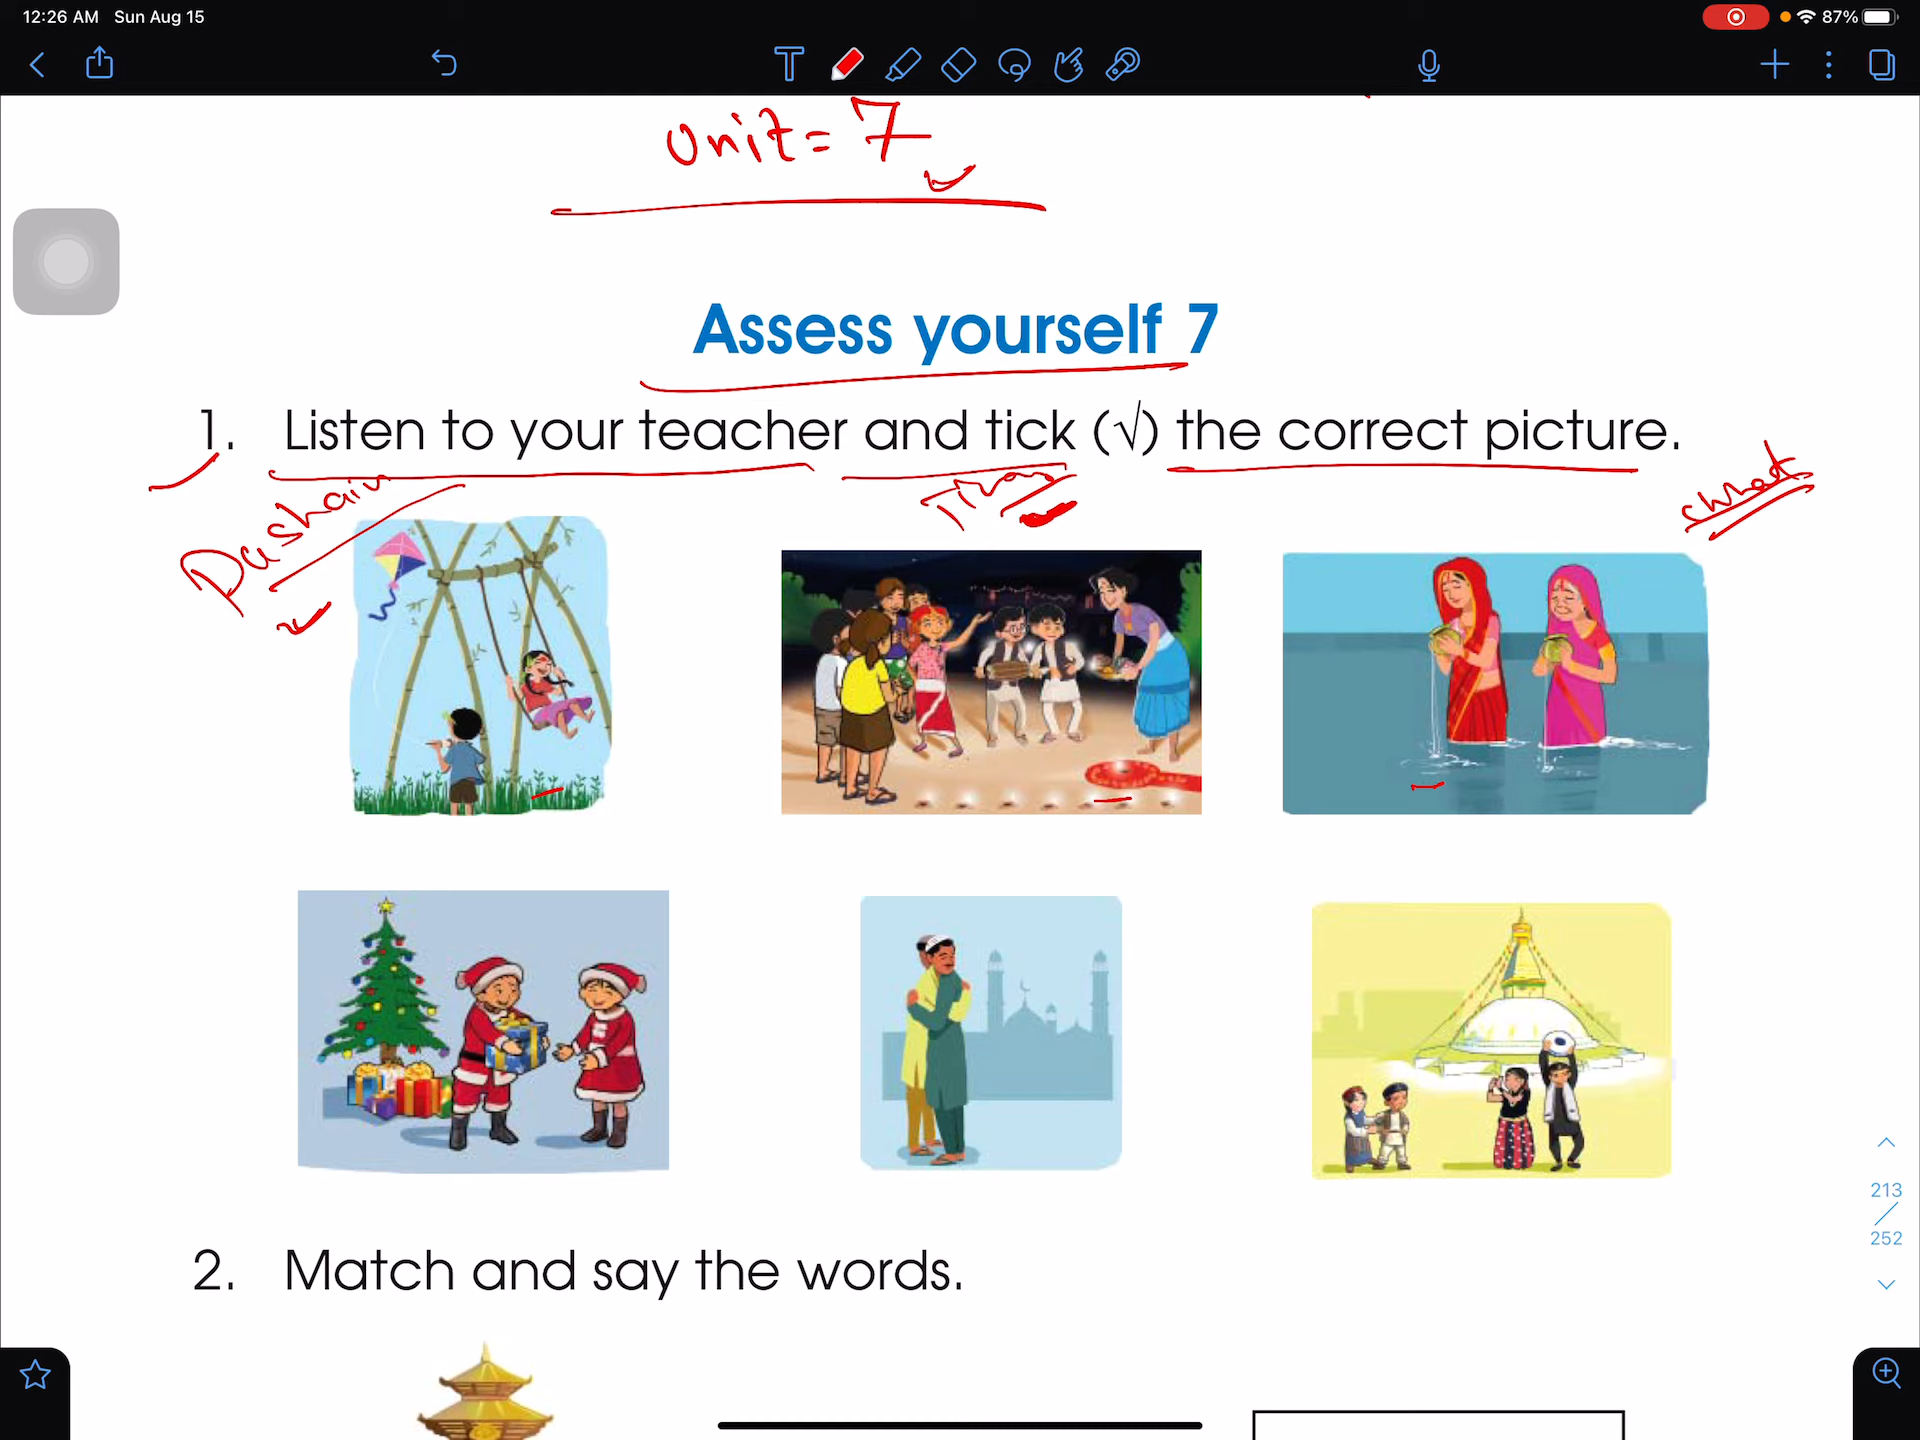 12:26 AM Sun Aug 15
87%
Unit = 7
Assess yourself 7
1. Listen to your teacher and tick (√) the correct picture.
Dashain
Tihar
chhat
213
252
2. Match and say the words.